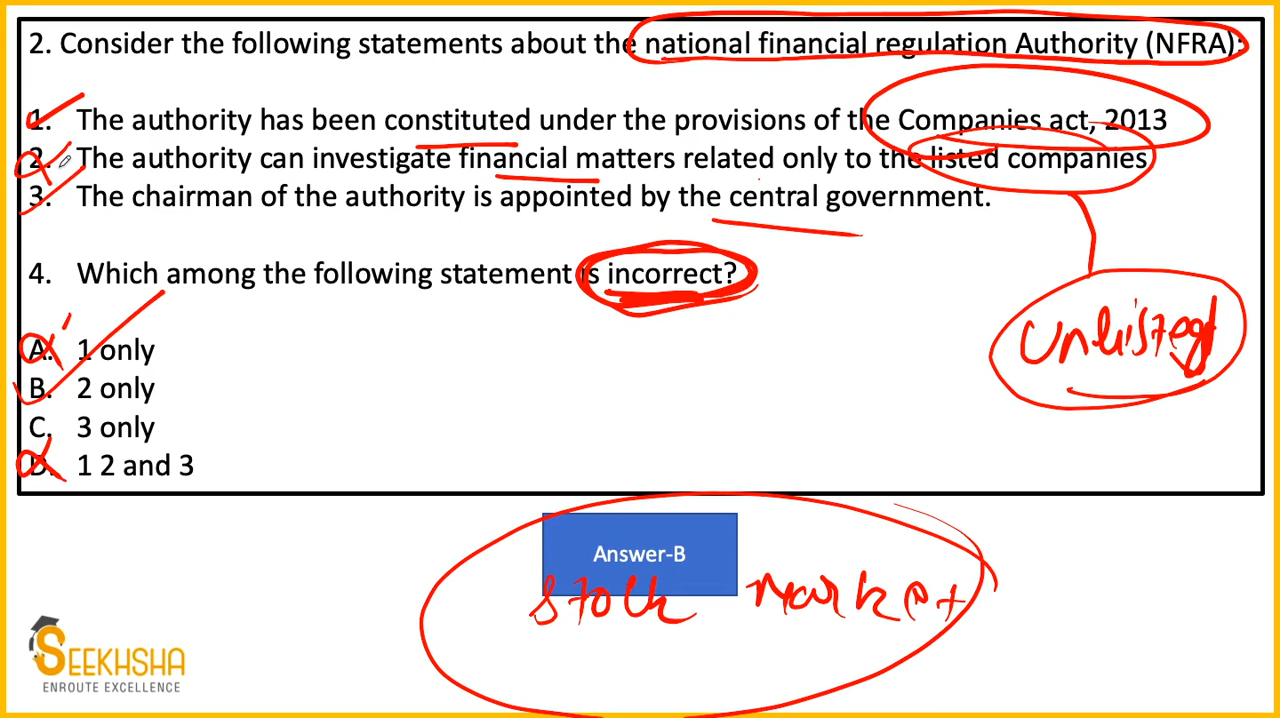 2. Consider the following statements about the national financial regulation Authority (NFRA):
1. The authority has been constituted under the provisions of the Companies act, 2013
2. The authority can investigate financial matters related only to the listed companies
3. The chairman of the authority is appointed by the central government.
4. Which among the following statement is incorrect?
Unlisted
A. 1 only
B. 2 only
C. 3 only
D. 1 2 and 3
Answer-B
Stock Market
SEEKHSHA
ENROUTE EXCELLENCE